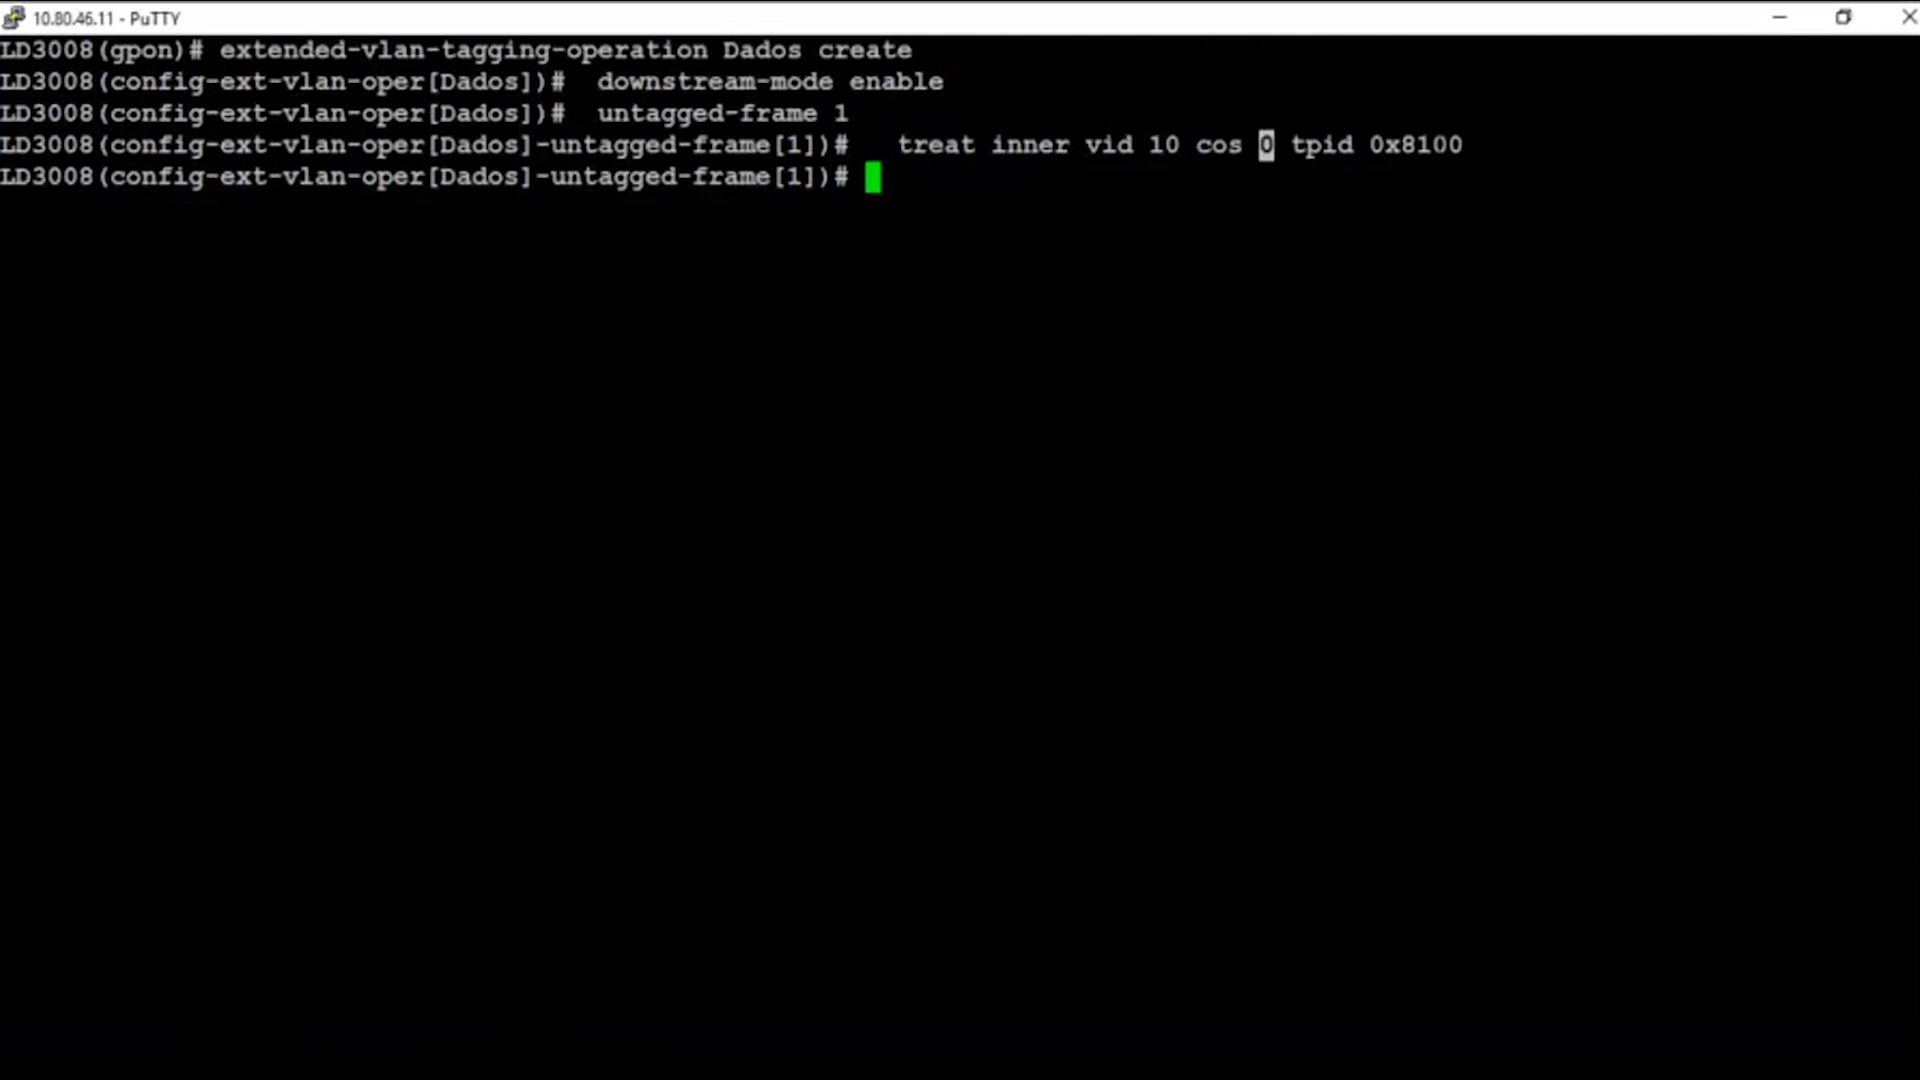 10.80.46.11 - PuTTY
LD3008(gpon)# extended-vlan-tagging-operation Dados create
LD3008(config-ext-vlan-oper[Dados])#  downstream-mode enable
LD3008(config-ext-vlan-oper[Dados])#  untagged-frame 1
LD3008(config-ext-vlan-oper[Dados]-untagged-frame[1])#   treat inner vid 10 cos 0 tpid 0x8100
LD3008(config-ext-vlan-oper[Dados]-untagged-frame[1])#